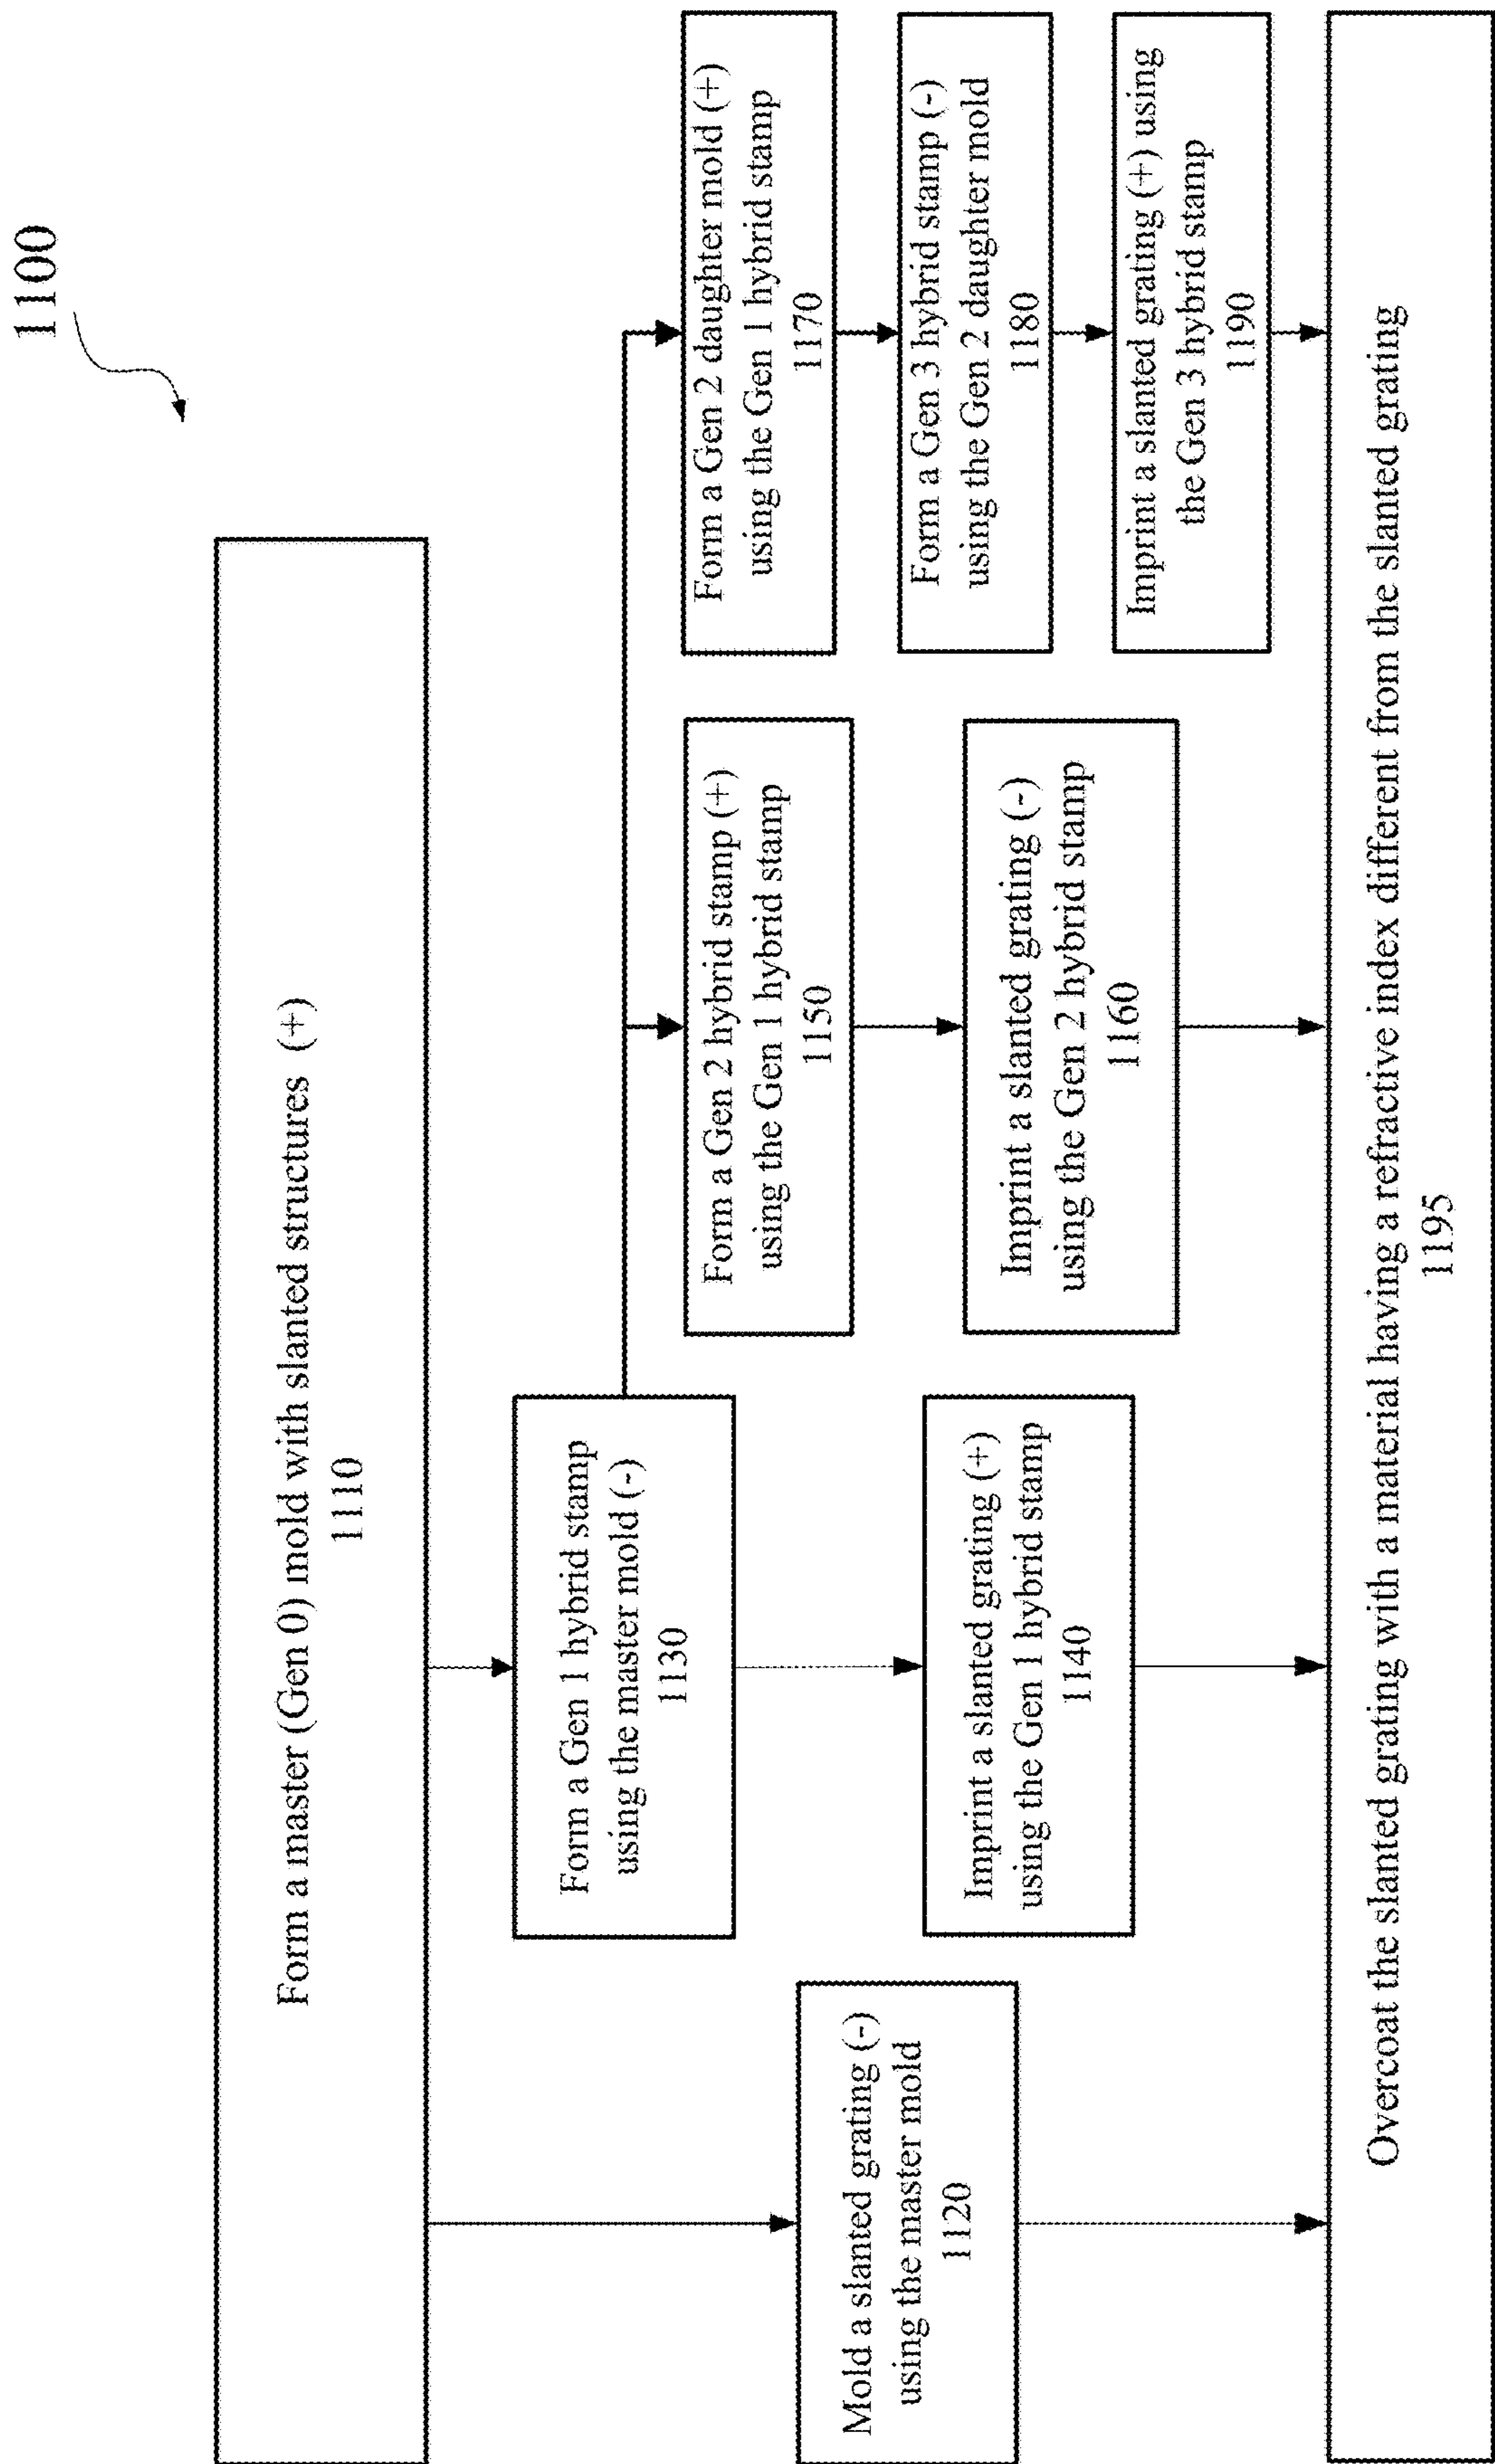 1100
Form a master (Gen 0) mold with slanted structures (+)
1110
Mold a slanted grating (-)
using the master mold
1120
Form a Gen 1 hybrid stamp
using the master mold (-)
1130
Imprint a slanted grating (+)
using the Gen 1 hybrid stamp
1140
Form a Gen 2 hybrid stamp (+)
using the Gen 1 hybrid stamp
1150
Imprint a slanted grating (-)
using the Gen 2 hybrid stamp
1160
Form a Gen 2 daughter mold (+)
using the Gen 1 hybrid stamp
1170
Form a Gen 3 hybrid stamp (-)
using the Gen 2 daughter mold
1180
Imprint a slanted grating (+) using
the Gen 3 hybrid stamp
1190
Overcoat the slanted grating with a material having a refractive index different from the slanted grating
1195